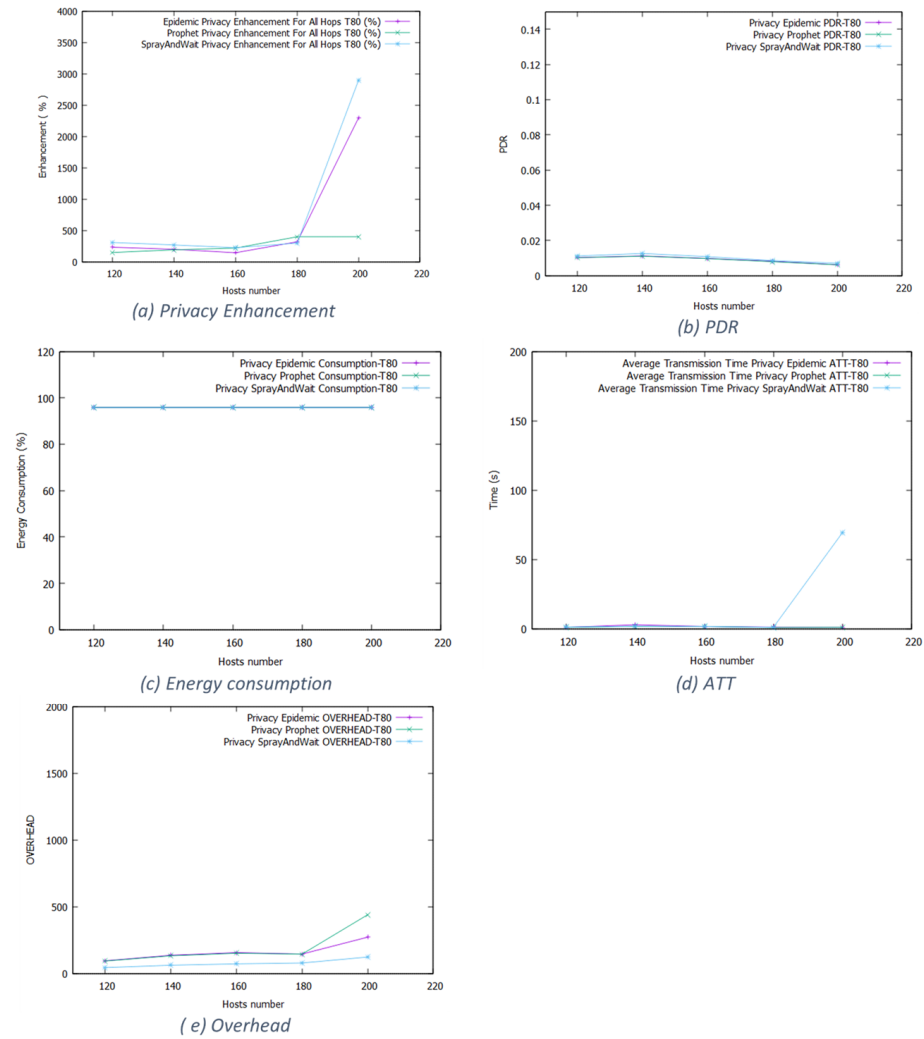 Epidemic Privacy Enhancement For All Hops T80 (%)
Prophet Privacy Enhancement For All Hops T80 (%)
SprayAndWait Privacy Enhancement For All Hops T80 (%)
4000
3500
3000
2500
2000
1500
1000
500
0
Enhancement ( % )
120 140 160 180 200 220
Hosts number
(a) Privacy Enhancement
Privacy Epidemic PDR-T80
Privacy Prophet PDR-T80
Privacy SprayAndWait PDR-T80
0.14
0.12
0.1
0.08
0.06
0.04
0.02
0
PDR
120 140 160 180 200 220
Hosts number
(b) PDR
Privacy Epidemic Consumption-T80
Privacy Prophet Consumption-T80
Privacy SprayAndWait Consumption-T80
120
100
80
60
40
20
0
Energy Consumption (%)
120 140 160 180 200 220
Hosts number
(c) Energy consumption
Average Transmission Time Privacy Epidemic ATT-T80
Average Transmission Time Privacy Prophet ATT-T80
Average Transmission Time Privacy SprayAndWait ATT-T80
200
150
100
50
0
Time (s)
120 140 160 180 200 220
Hosts number
(d) ATT
Privacy Epidemic OVERHEAD-T80
Privacy Prophet OVERHEAD-T80
Privacy SprayAndWait OVERHEAD-T80
2000
1500
1000
500
0
OVERHEAD
120 140 160 180 200 220
Hosts number
( e) Overhead